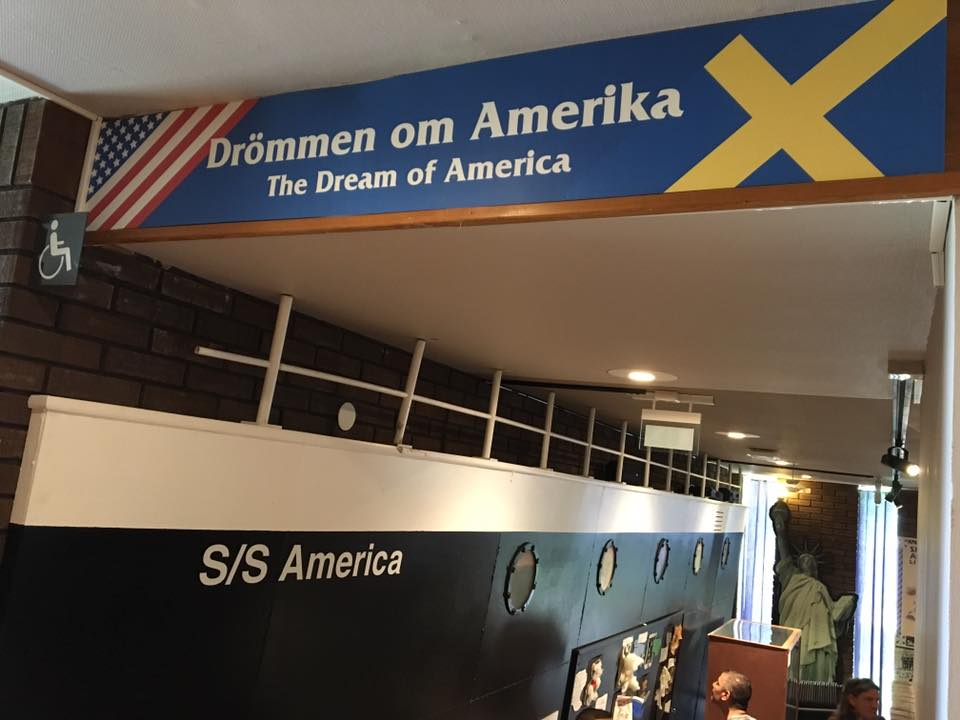 Drömmen om Amerika
The Dream of America
S/S America